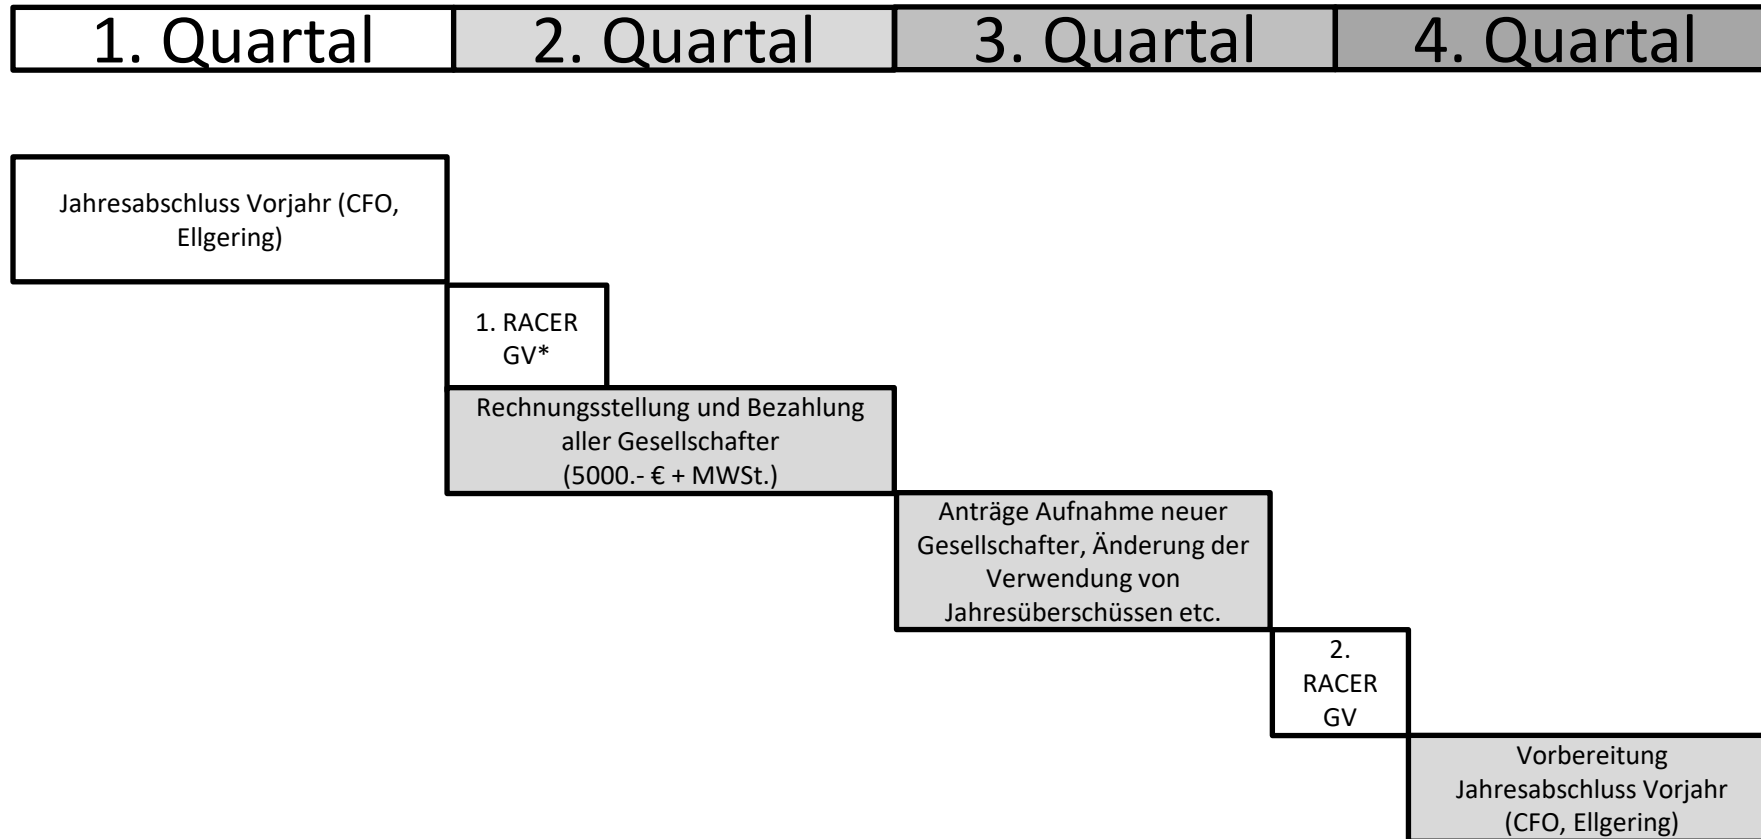 1. Quartal
2. Quartal
3. Quartal
4. Quartal
Jahresabschluss Vorjahr (CFO,
Ellgering)
1. RACER
GV*
Rechnungsstellung und Bezahlung
aller Gesellschafter
(5000.- € + MWSt.)
Anträge Aufnahme neuer
Gesellschafter, Änderung der
Verwendung von
Jahresüberschüssen etc.
2.
RACER
GV
Vorbereitung
Jahresabschluss Vorjahr
(CFO, Ellgering)